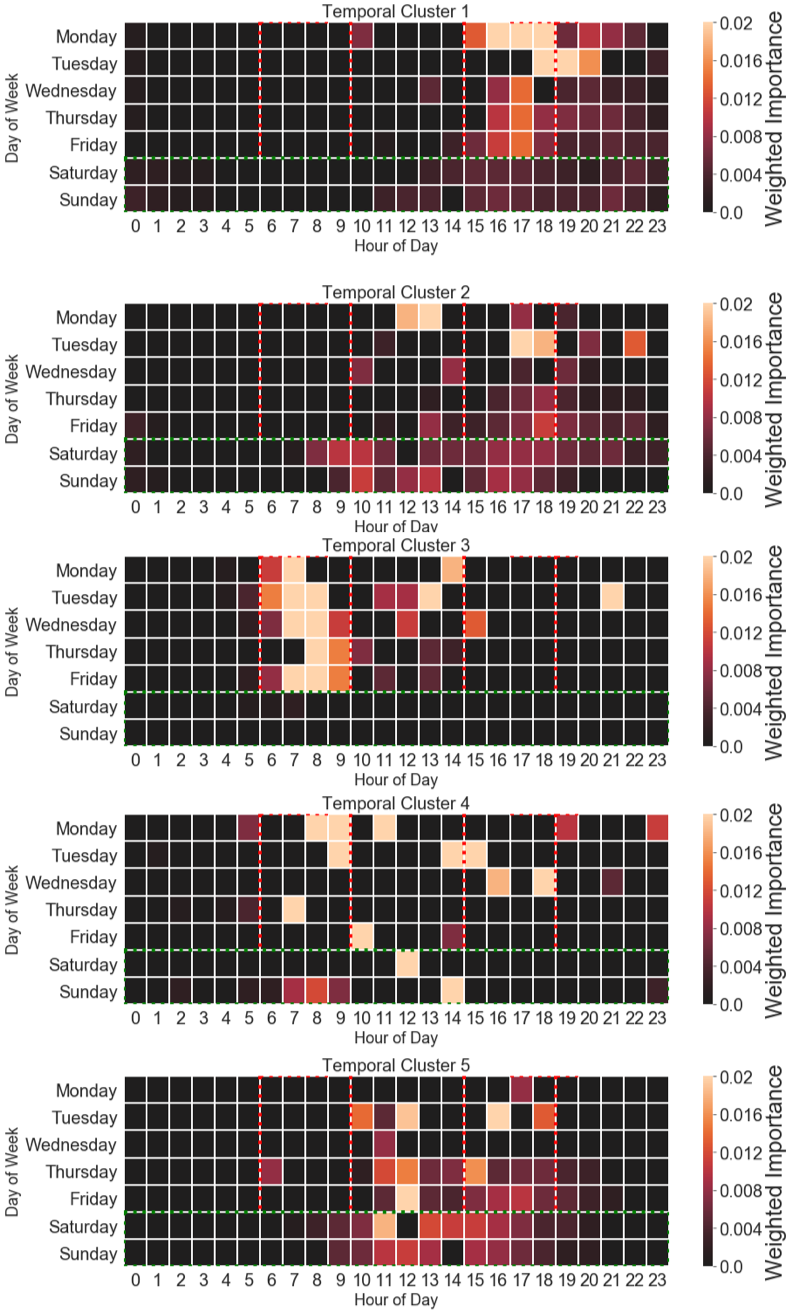 Temporal Cluster 1
Day of Week
Monday
Tuesday
Wednesday
Thursday
Friday
Saturday
Sunday
0 1 2 3 4 5 6 7 8 9 10 11 12 13 14 15 16 17 18 19 20 21 22 23
Hour of Day
0.02
0.016
0.012
0.008
0.004
0.0
Weighted Importance
Temporal Cluster 2
Day of Week
Monday
Tuesday
Wednesday
Thursday
Friday
Saturday
Sunday
0 1 2 3 4 5 6 7 8 9 10 11 12 13 14 15 16 17 18 19 20 21 22 23
Hour of Day
0.02
0.016
0.012
0.008
0.004
0.0
Weighted Importance
Temporal Cluster 3
Day of Week
Monday
Tuesday
Wednesday
Thursday
Friday
Saturday
Sunday
0 1 2 3 4 5 6 7 8 9 10 11 12 13 14 15 16 17 18 19 20 21 22 23
Hour of Day
0.02
0.016
0.012
0.008
0.004
0.0
Weighted Importance
Temporal Cluster 4
Day of Week
Monday
Tuesday
Wednesday
Thursday
Friday
Saturday
Sunday
0 1 2 3 4 5 6 7 8 9 10 11 12 13 14 15 16 17 18 19 20 21 22 23
Hour of Day
0.02
0.016
0.012
0.008
0.004
0.0
Weighted Importance
Temporal Cluster 5
Day of Week
Monday
Tuesday
Wednesday
Thursday
Friday
Saturday
Sunday
0 1 2 3 4 5 6 7 8 9 10 11 12 13 14 15 16 17 18 19 20 21 22 23
Hour of Day
0.02
0.016
0.012
0.008
0.004
0.0
Weighted Importance